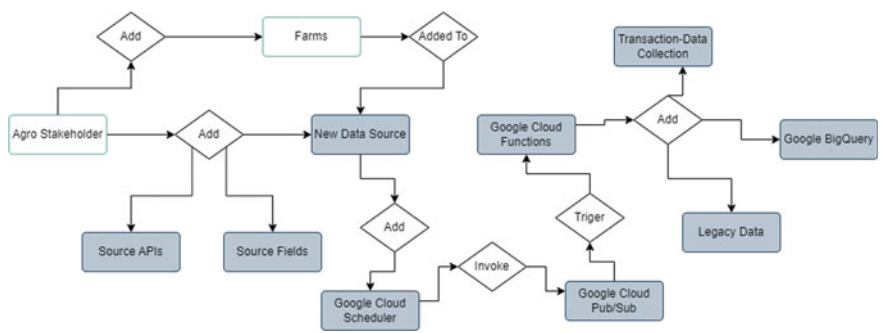 Add
Farms
Added To
Transaction-Data
Collection
Agro Stakeholder
Add
New Data Source
Google Cloud
Functions
Add
Google BigQuery
Source APIs
Source Fields
Add
Triger
Legacy Data
Google Cloud
Scheduler
Invoke
Google Cloud
Pub/Sub